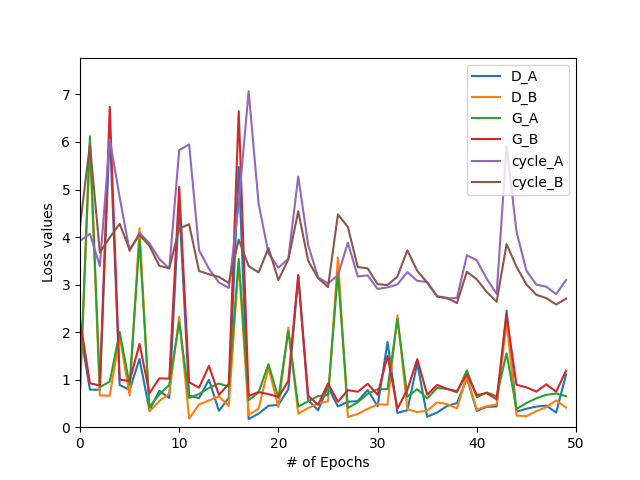 7
6
5
4
3
2
1
0
Loss values
0 10 20 30 40 50
# of Epochs
D_A
D_B
G_A
G_B
cycle_A
cycle_B